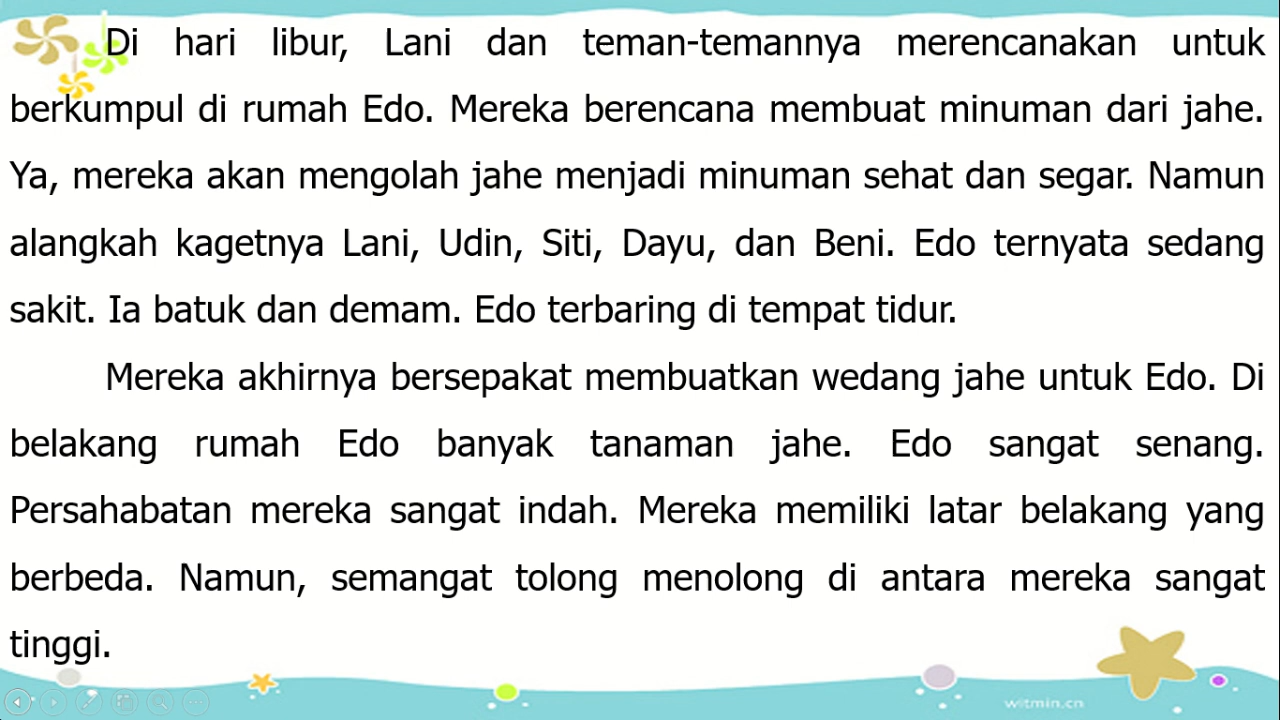 Di hari libur, Lani dan teman-temannya merencanakan untuk
berkumpul di rumah Edo. Mereka berencana membuat minuman dari jahe.
Ya, mereka akan mengolah jahe menjadi minuman sehat dan segar. Namun
alangkah kagetnya Lani, Udin, Siti, Dayu, dan Beni. Edo ternyata sedang
sakit. Ia batuk dan demam. Edo terbaring di tempat tidur.
Mereka akhirnya bersepakat membuatkan wedang jahe untuk Edo. Di
belakang rumah Edo banyak tanaman jahe. Edo sangat senang.
Persahabatan mereka sangat indah. Mereka memiliki latar belakang yang
berbeda. Namun, semangat tolong menolong di antara mereka sangat
tinggi.
witmin.cn